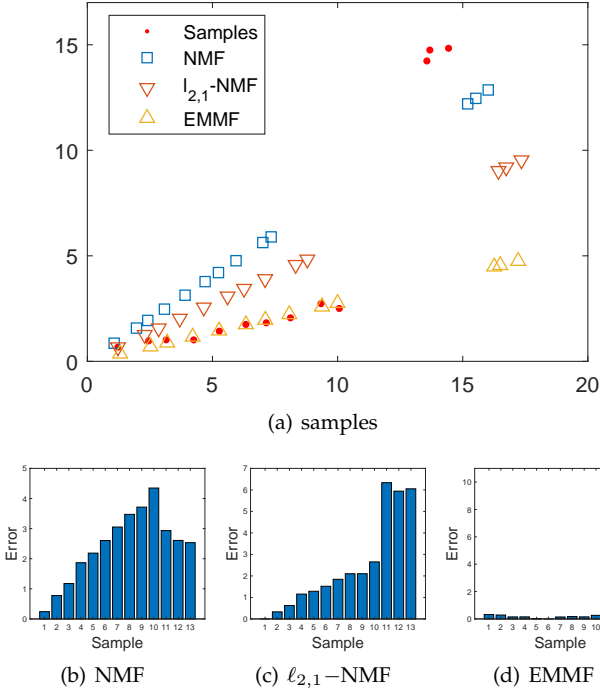 15
10
5
0
Samples
NMF
l2,1-NMF
EMMF
0 5 10 15 20
(a) samples
5
4
3
2
1
0
Error
1 2 3 4 5 6 7 8 9 10 11 12 13
Sample
(b) NMF
7
6
5
4
3
2
1
0
Error
1 2 3 4 5 6 7 8 9 10 11 12 13
Sample
(c) ℓ2,1−NMF
10
8
6
4
2
0
Error
1 2 3 4 5 6 7 8 9 10
Sample
(d) EMMF